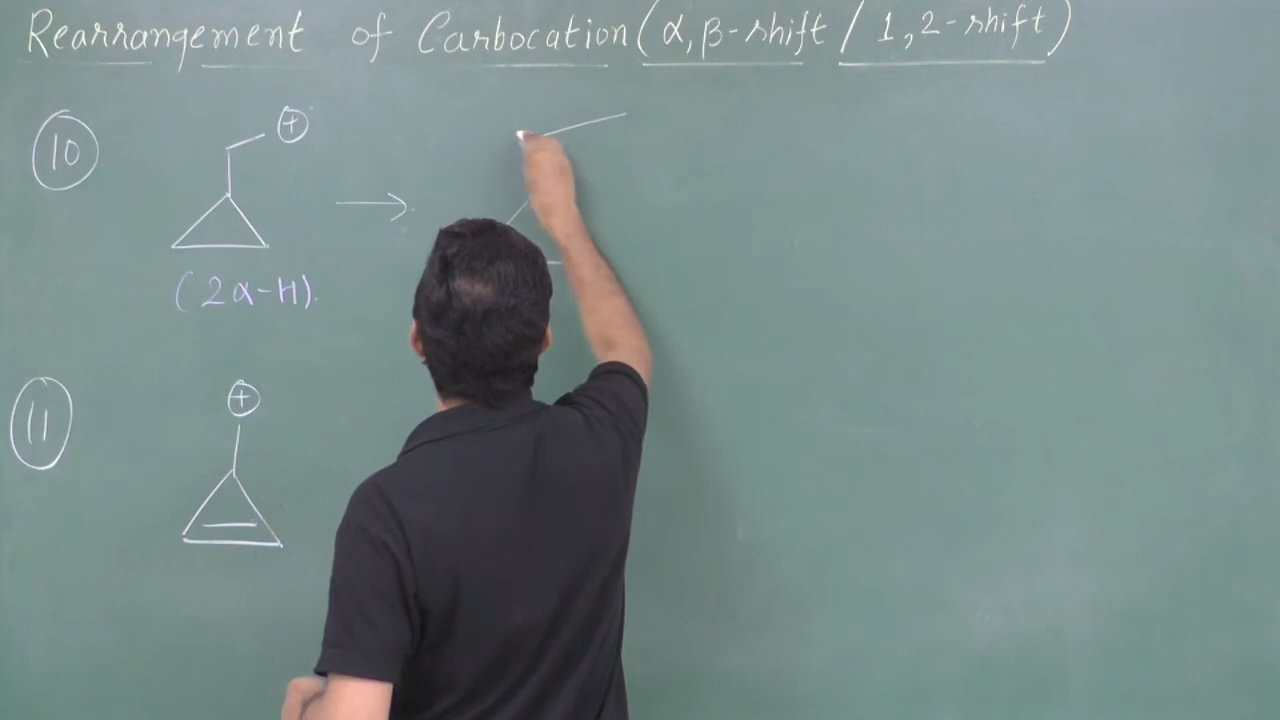 Rearrangement of Carbocation (α,β-shift / 1,2-shift)
10
+
(2α-H).
11
+